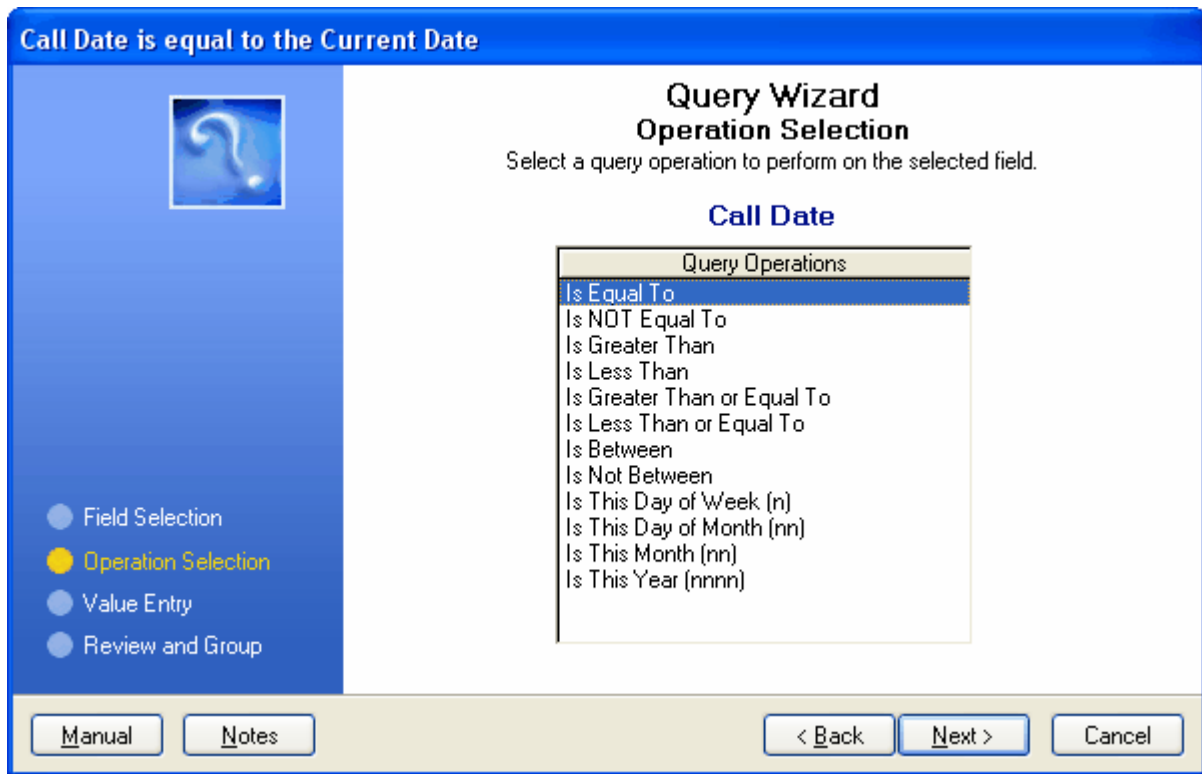 Call Date is equal to the Current Date
Query Wizard
Operation Selection
Select a query operation to perform on the selected field.
Call Date
Query Operations
Is Equal To
Is NOT Equal To
Is Greater Than
Is Less Than
Is Greater Than or Equal To
Is Less Than or Equal To
Is Between
Is Not Between
Is This Day of Week (n)
Is This Day of Month (nn)
Is This Month (nn)
Is This Year (nnnn)
Field Selection
Operation Selection
Value Entry
Review and Group
Manual
Notes
< Back
Next >
Cancel